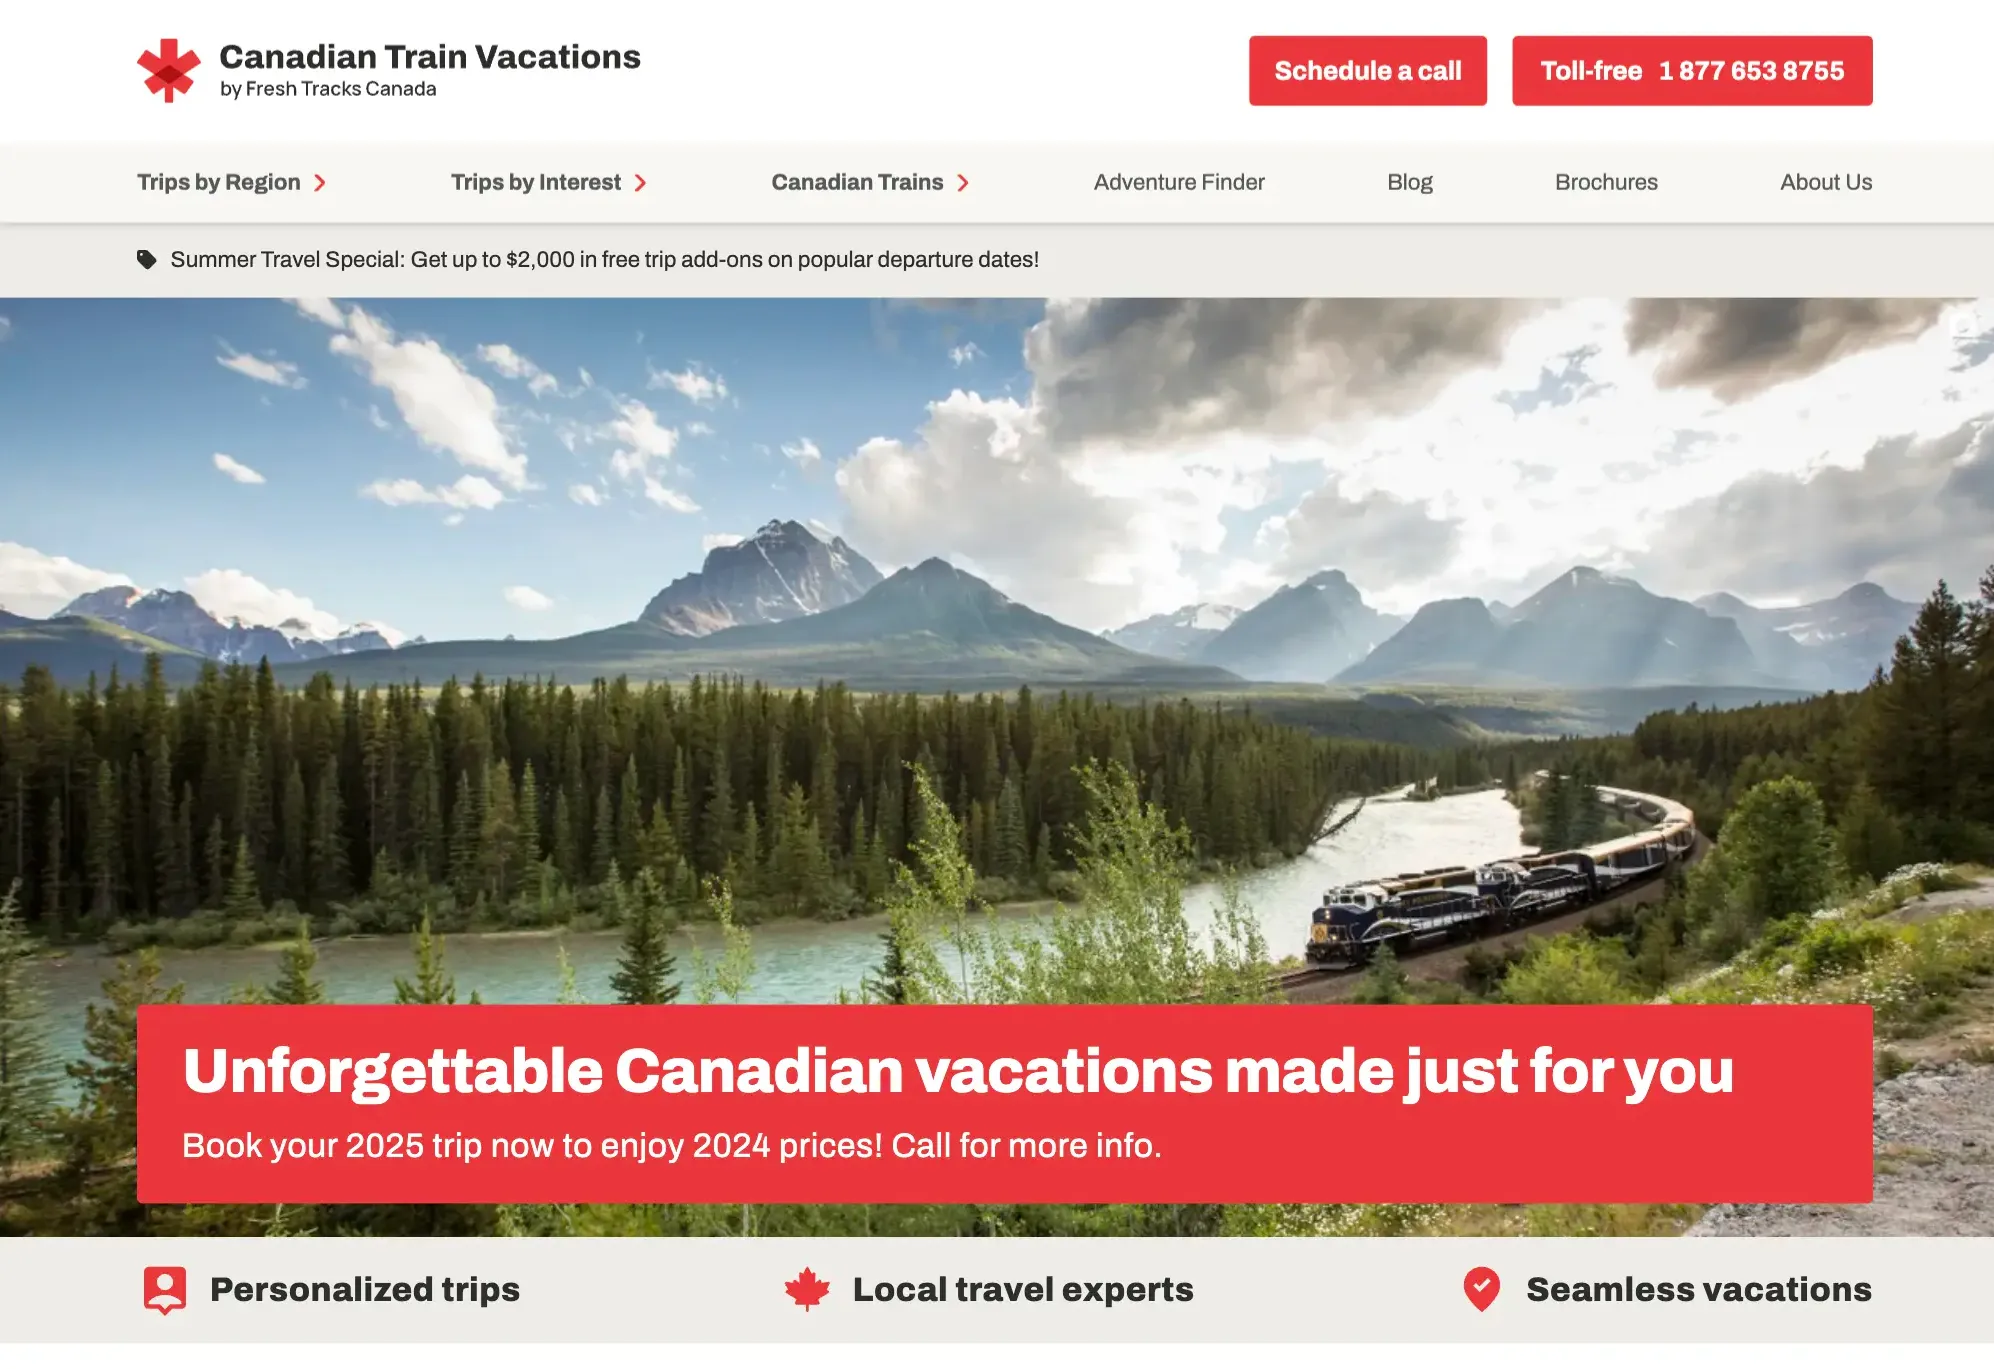 Canadian Train Vacations
by Fresh Tracks Canada
Schedule a call
Toll-free 1 877 653 8755
Trips by Region
Trips by Interest
Canadian Trains
Adventure Finder
Blog
Brochures
About Us
Summer Travel Special: Get up to $2,000 in free trip add-ons on popular departure dates!
Unforgettable Canadian vacations made just for you
Book your 2025 trip now to enjoy 2024 prices! Call for more info.
Personalized trips
Local travel experts
Seamless vacations